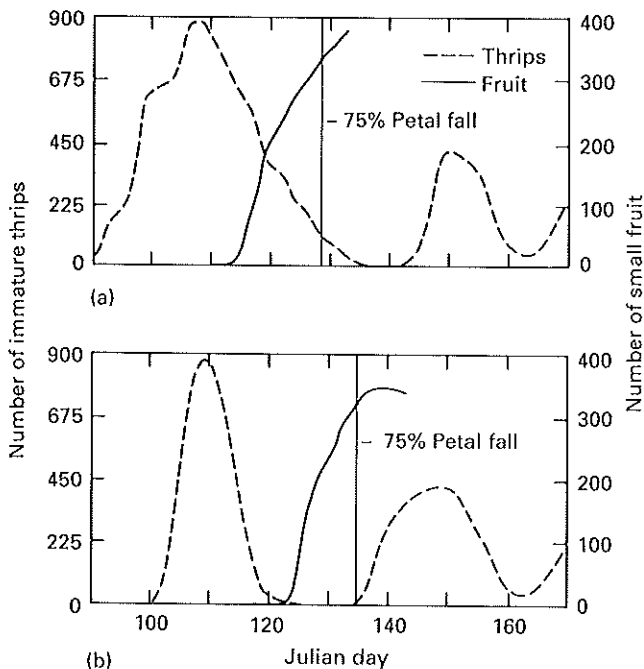 900
675
450
225
0
400
300
200
100
0
Thrips
Fruit
75% Petal fall
(a)
Number of immature thrips
Number of small fruit
900
675
450
225
0
400
300
200
100
0
75% Petal fall
100
120
140
160
(b)
Julian day